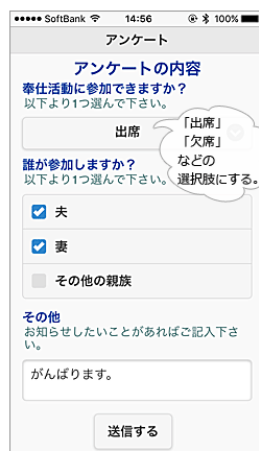 SoftBank 14:56 100%
アンケート
アンケートの内容
奉仕活動に参加できますか？
以下より1つ選んで下さい。
出席
「出席」
「欠席」
などの
選択肢にする。
誰が参加しますか？
以下より1つ選んで下さい。
夫
妻
その他の親族
その他
お知らせしたいことがあればご記入下さ
い。
がんばります。
送信する